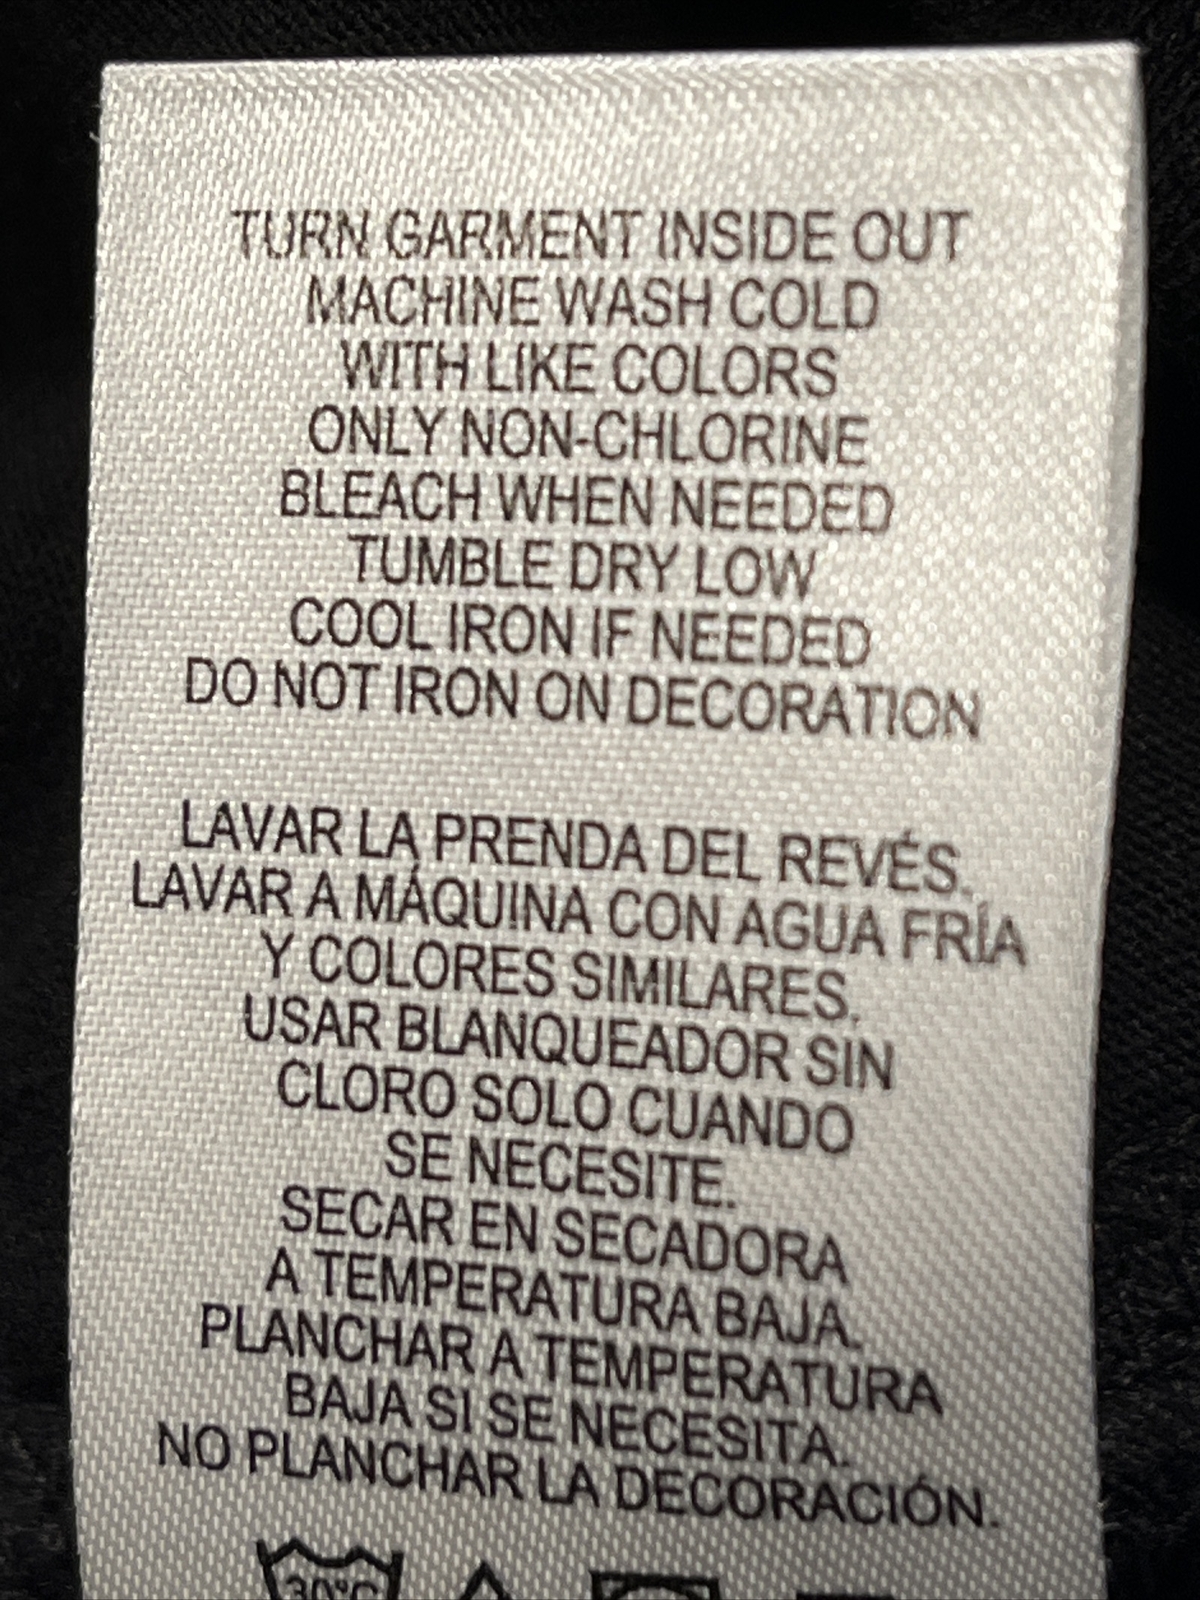 TURN GARMENT INSIDE OUT
MACHINE WASH COLD
WITH LIKE COLORS
ONLY NON-CHLORINE
BLEACH WHEN NEEDED
TUMBLE DRY LOW
COOL IRON IF NEEDED
DO NOT IRON ON DECORATION
LAVAR LA PRENDA DEL REVÉS.
LAVAR A MÁQUINA CON AGUA FRÍA
Y COLORES SIMILARES.
USAR BLANQUEADOR SIN
CLORO SOLO CUANDO
SE NECESITE.
SECAR EN SECADORA
A TEMPERATURA BAJA.
PLANCHAR A TEMPERATURA
BAJA SI SE NECESITA.
NO PLANCHAR LA DECORACIÓN.
30°C